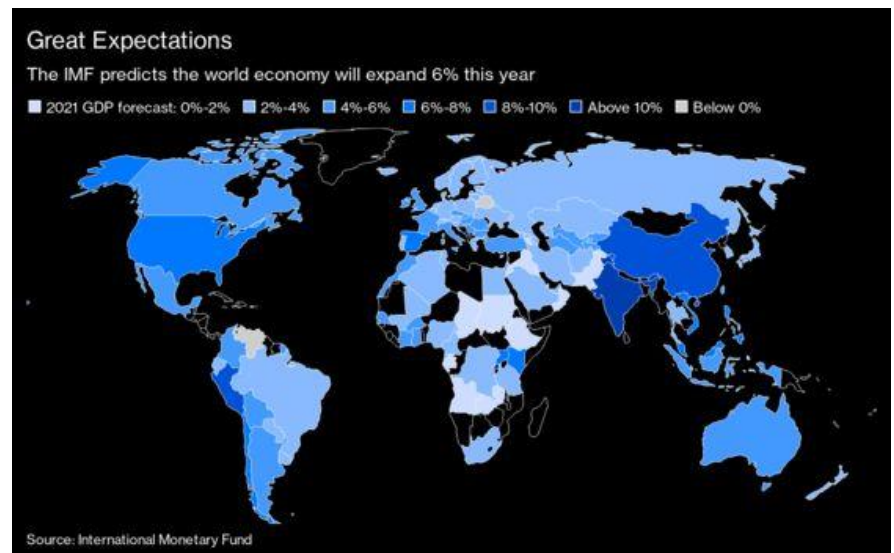 Great Expectations
The IMF predicts the world economy will expand 6% this year
2021 GDP forecast: 0%-2% 2%-4% 4%-6% 6%-8% 8%-10% Above 10% Below 0%
Source: International Monetary Fund